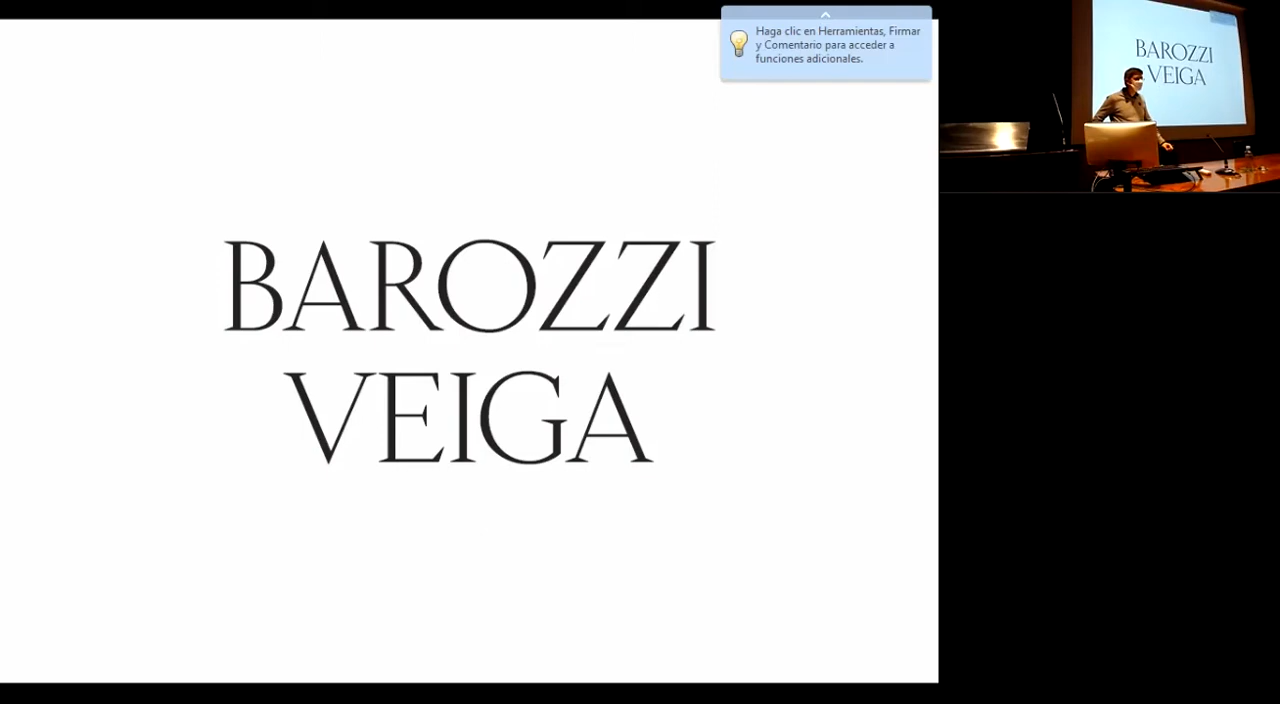 Haga clic en Herramientas, Firmar
y Comentario para acceder a
funciones adicionales.
BAROZZI
VEIGA
BAROZZI
VEIGA